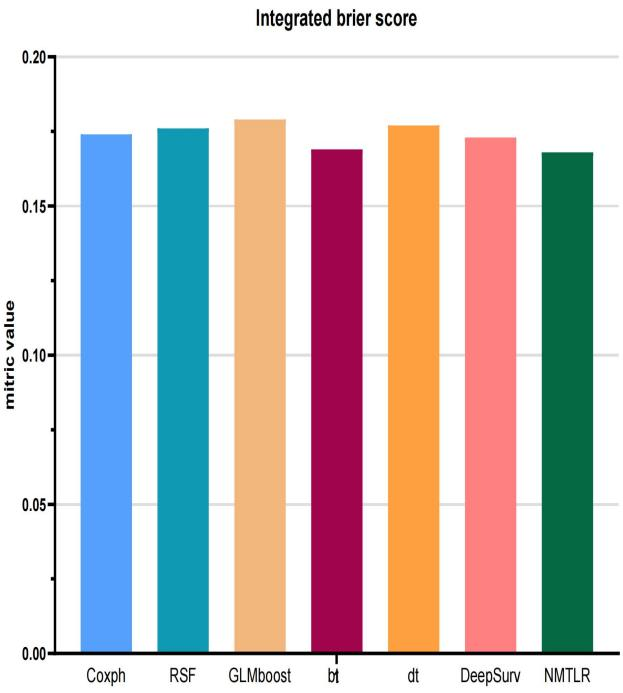 Integrated brier score
0.20
0.15
0.10
0.05
0.00
mitric value
Coxph RSF GLMboost bt dt DeepSurv NMTLR